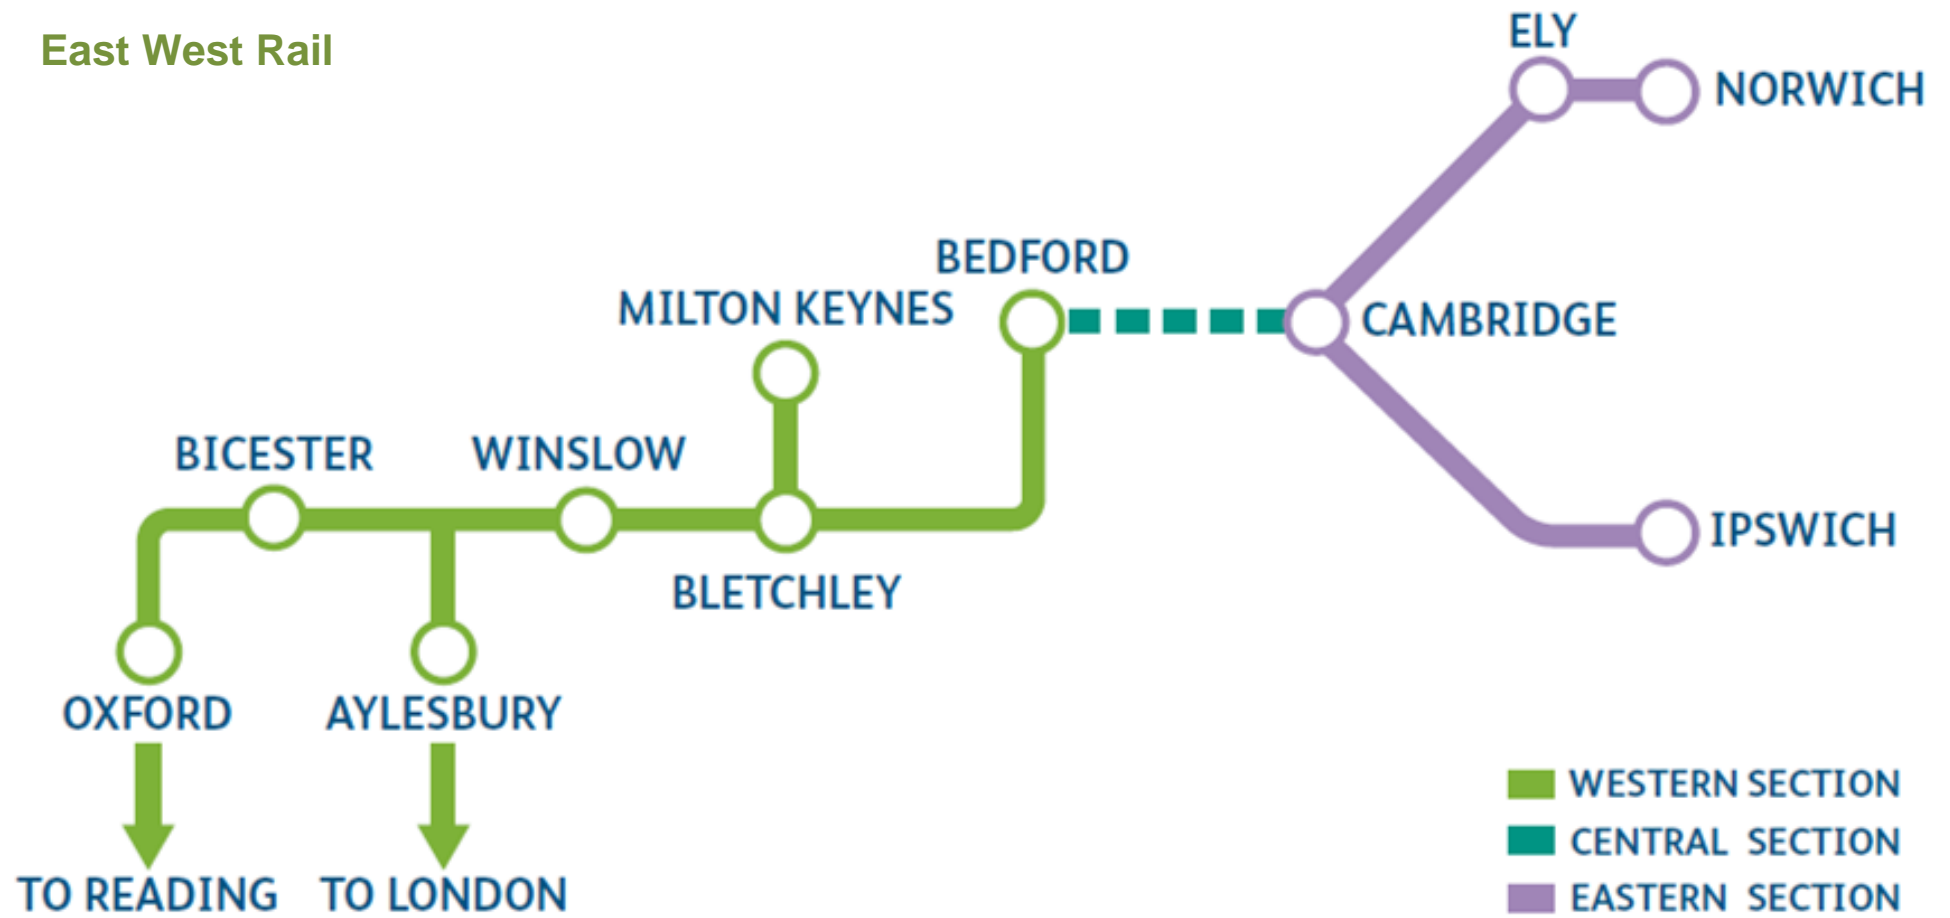 East West Rail
ELY
NORWICH
BEDFORD
MILTON KEYNES
CAMBRIDGE
BICESTER
WINSLOW
IPSWICH
BLETCHLEY
OXFORD
AYLESBURY
WESTERN SECTION
CENTRAL SECTION
EASTERN SECTION
TO READING
TO LONDON